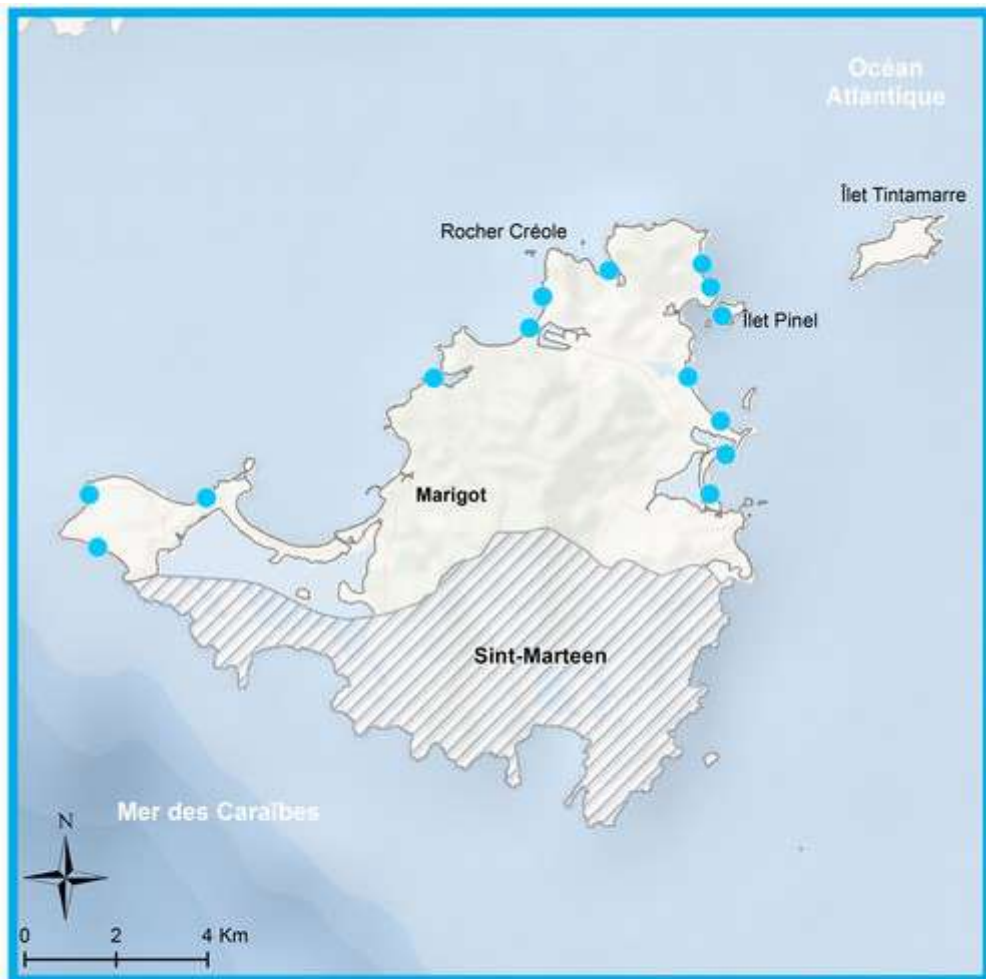 Océan
Atlantique
Îlet Tintamarre
Rocher Créole
Îlet Pinel
Marigot
Sint-Marteen
Mer des Caraïbes
N
0 2 4 Km